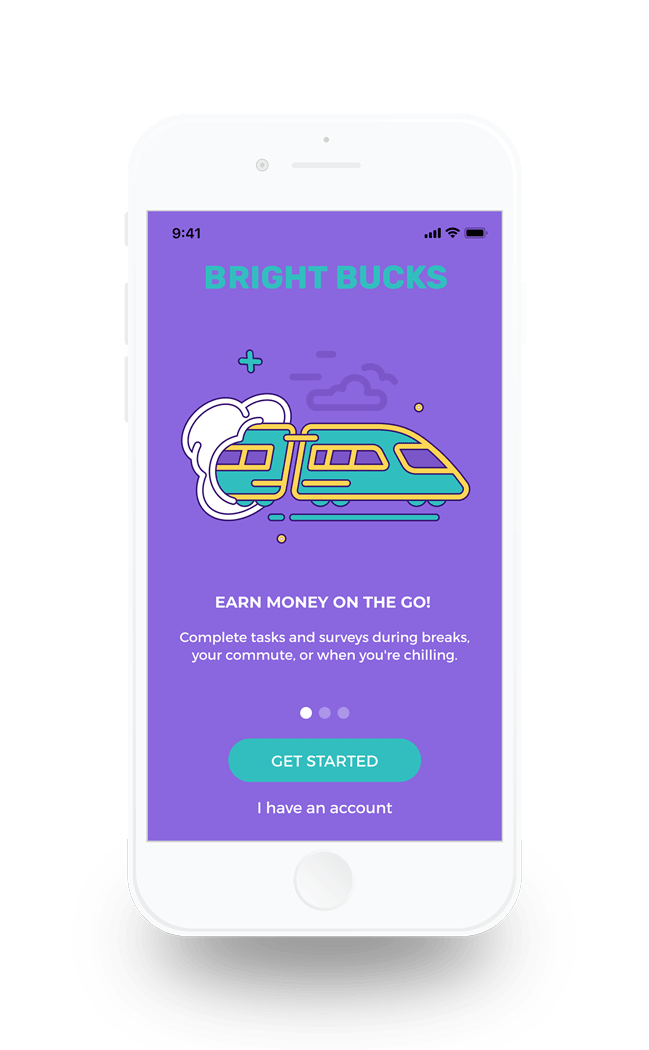 9:41
BRIGHT BUCKS
EARN MONEY ON THE GO!
Complete tasks and surveys during breaks,
your commute, or when you're chilling.
GET STARTED
I have an account